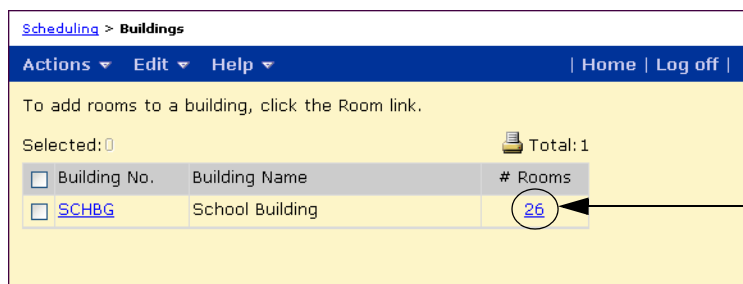 Scheduling > Buildings
Actions Edit Help | Home | Log off |
To add rooms to a building, click the Room link.
Selected: 0 Total: 1
Building No. Building Name # Rooms
SCHBG School Building 26